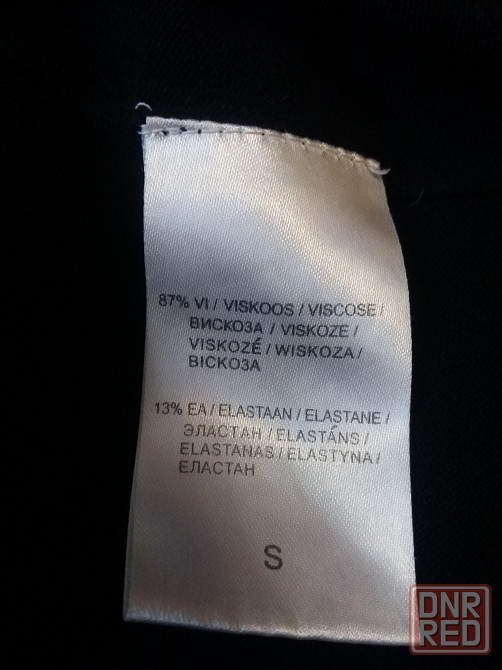 87% VI / VISKOOS / VISCOSE /
ВИСКОЗА / VISKOZE /
VISKOZĖ / WISKOZA /
ВІСКОЗА
13% EA / ELASTAAN / ELASTANE /
ЭЛАСТАН / ELASTĀNS /
ELASTANAS / ELASTYNA /
ЕЛАСТАН
S
DNR
RED